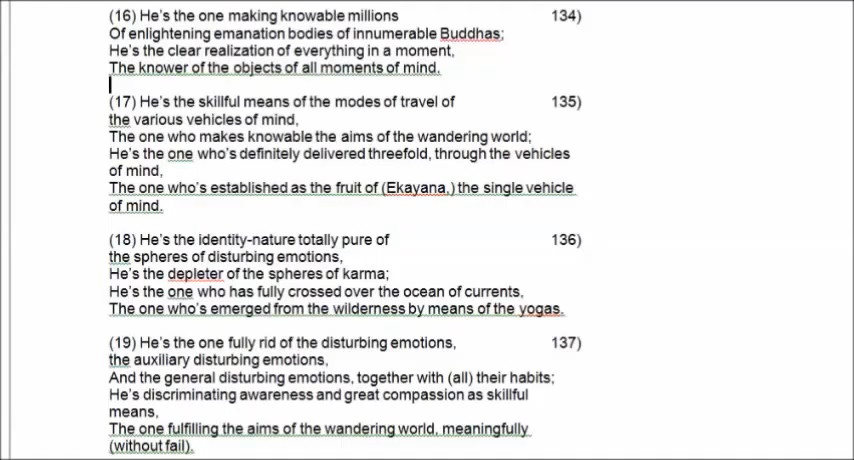 (16) He's the one making knowable millions 134)
Of enlightening emanation bodies of innumerable Buddhas;
He's the clear realization of everything in a moment,
The knower of the objects of all moments of mind.
(17) He's the skillful means of the modes of travel of 135)
the various vehicles of mind,
The one who makes knowable the aims of the wandering world;
He's the one who's definitely delivered threefold, through the vehicles
of mind,
The one who's established as the fruit of (Ekayana,) the single vehicle
of mind.
(18) He's the identity-nature totally pure of 136)
the spheres of disturbing emotions,
He's the depleter of the spheres of karma;
He's the one who has fully crossed over the ocean of currents,
The one who's emerged from the wilderness by means of the yogas.
(19) He's the one fully rid of the disturbing emotions, 137)
the auxiliary disturbing emotions,
And the general disturbing emotions, together with (all) their habits;
He's discriminating awareness and great compassion as skillful
means,
The one fulfilling the aims of the wandering world, meaningfully
(without fail).